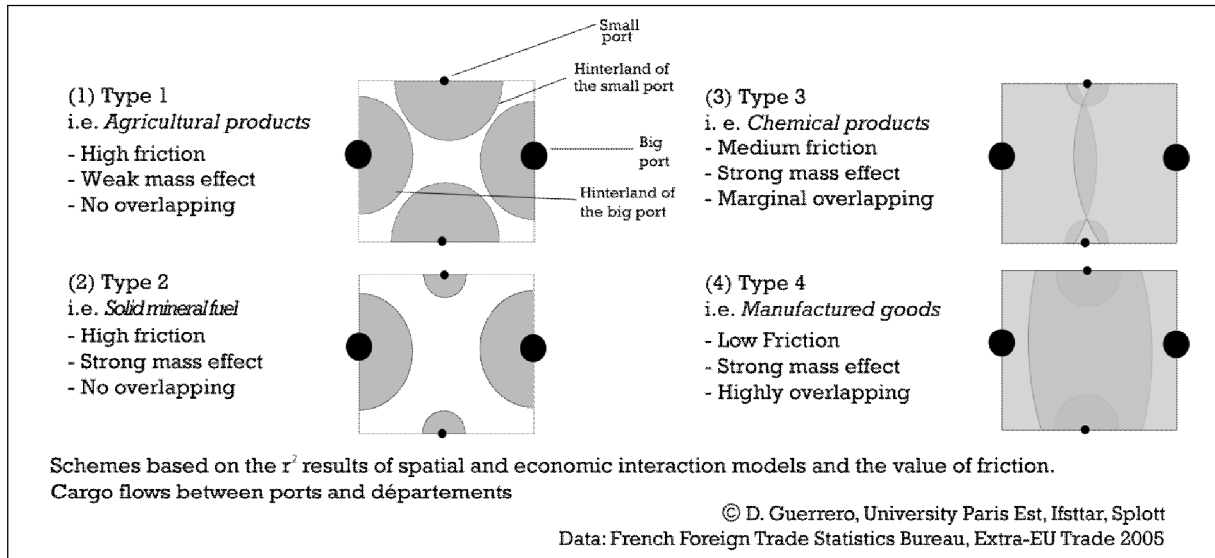 Small
port
Hinterland of
the small port
(1) Type 1
i.e. Agricultural products
- High friction
- Weak mass effect
- No overlapping
Big
port
Hinterland of
the big port
(2) Type 2
i.e. Solid mineral fuel
- High friction
- Strong mass effect
- No overlapping
(3) Type 3
i. e. Chemical products
- Medium friction
- Strong mass effect
- Marginal overlapping
(4) Type 4
i.e. Manufactured goods
- Low Friction
- Strong mass effect
- Highly overlapping
Schemes based on the r² results of spatial and economic interaction models and the value of friction.
Cargo flows between ports and départements
© D. Guerrero, University Paris Est, Ifsttar, Splott
Data: French Foreign Trade Statistics Bureau, Extra-EU Trade 2005